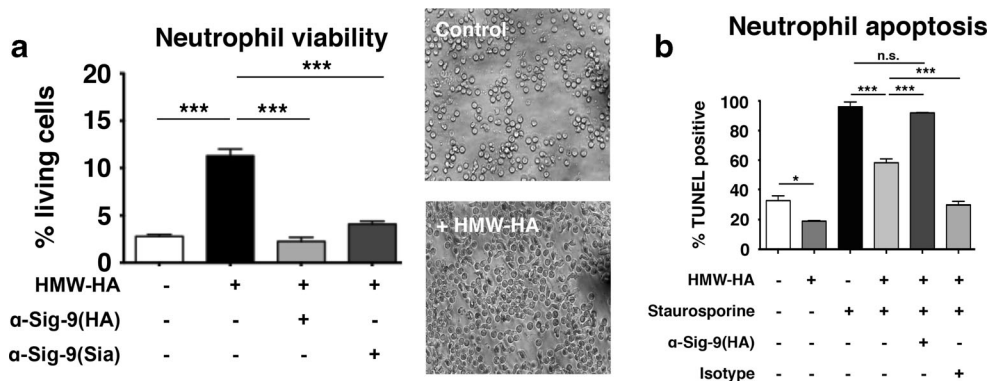 a
Neutrophil viability
***
*** ***
20
15
10
5
0
% living cells
HMW-HA - + + +
α-Sig-9(HA) - - + -
α-Sig-9(Sia) - - - +
Control
+ HMW-HA
b
Neutrophil apoptosis
n.s.
***
*** ***
*
100
80
60
40
20
0
% TUNEL positive
HMW-HA - + - + + +
Staurosporine - - + + + +
α-Sig-9(HA) - - - - + -
Isotype - - - - - +